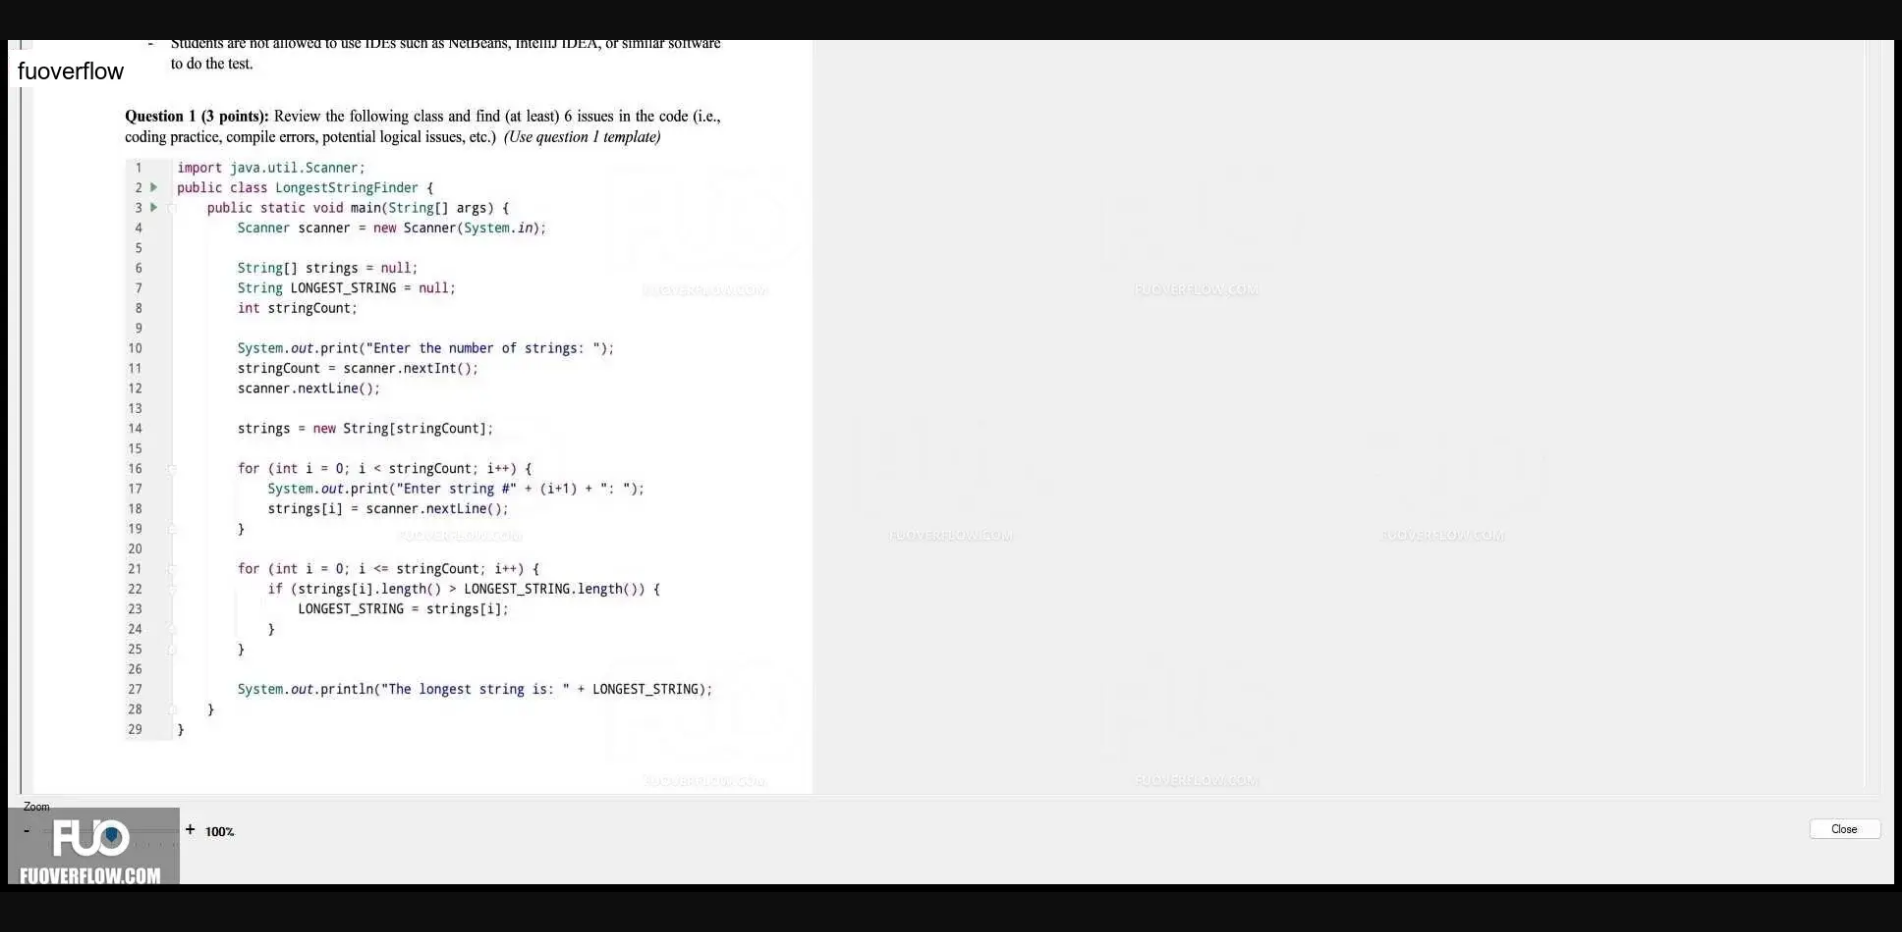 - Students are not allowed to use IDEs such as NetBeans, IntelliJ IDEA, or similar software
to do the test.
fuoverflow
Question 1 (3 points): Review the following class and find (at least) 6 issues in the code (i.e.,
coding practice, compile errors, potential logical issues, etc.) (Use question 1 template)
1 import java.util.Scanner;
2 public class LongestStringFinder {
3 public static void main(String[] args) {
4 Scanner scanner = new Scanner(System.in);
5
6 String[] strings = null;
7 String LONGEST_STRING = null;
8 int stringCount;
9
10 System.out.print("Enter the number of strings: ");
11 stringCount = scanner.nextInt();
12 scanner.nextLine();
13
14 strings = new String[stringCount];
15
16 for (int i = 0; i < stringCount; i++) {
17 System.out.print("Enter string #" + (i+1) + ": ");
18 strings[i] = scanner.nextLine();
19 }
20
21 for (int i = 0; i <= stringCount; i++) {
22 if (strings[i].length() > LONGEST_STRING.length()) {
23 LONGEST_STRING = strings[i];
24 }
25 }
26
27 System.out.println("The longest string is: " + LONGEST_STRING);
28 }
29 }
FUOVERFLOW.COM FUOVERFLOW.COM
FUOVERFLOW.COM FUOVERFLOW.COM FUOVERFLOW.COM
FUOVERFLOW.COM FUOVERFLOW.COM
Zoom
- + 100%
Close
FUO
FUOVERFLOW.COM